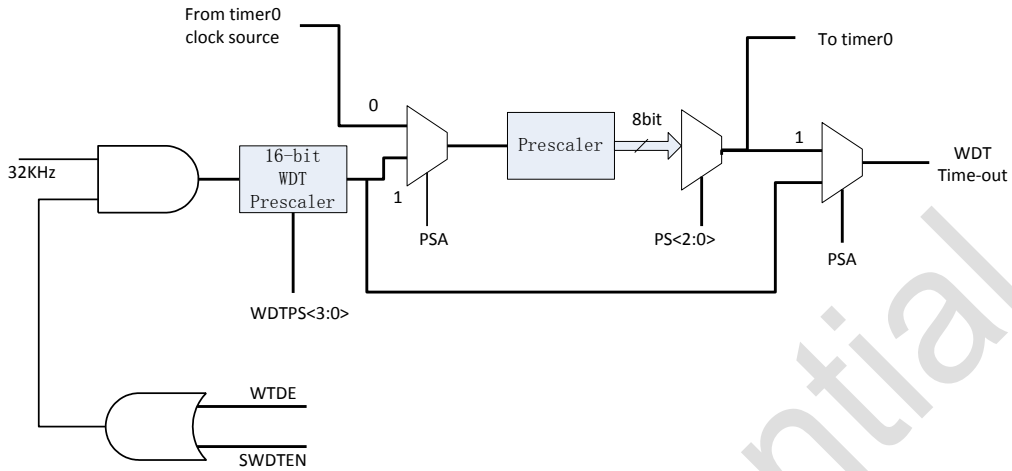 From timer0
clock source
To timer0
0
8bit
Prescaler
1
WDT
Time-out
32KHz
16-bit
WDT
Prescaler
1
PSA
PS<2:0>
PSA
WDTPS<3:0>
WTDE
SWDTEN